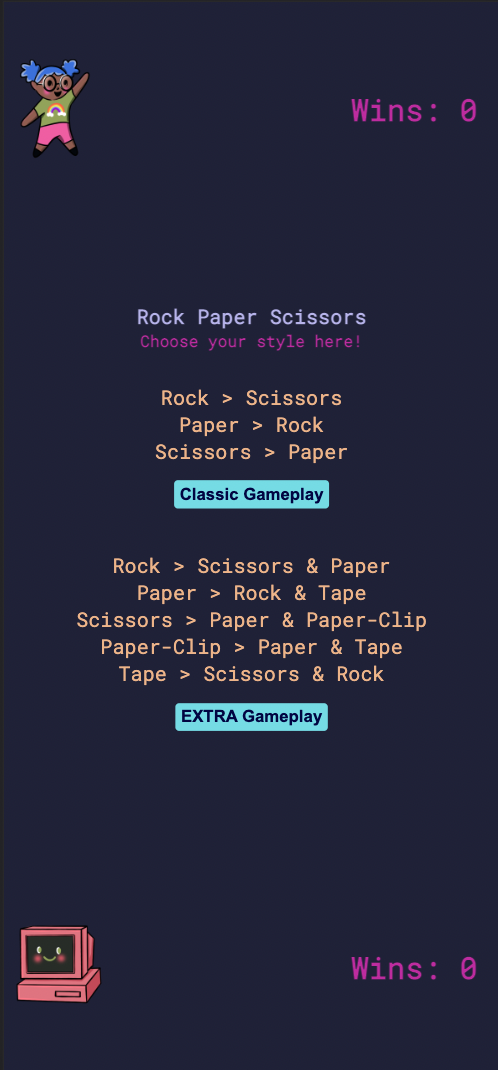 Wins: 0
Rock Paper Scissors
Choose your style here!
Rock > Scissors
Paper > Rock
Scissors > Paper
Classic Gameplay
Rock > Scissors & Paper
Paper > Rock & Tape
Scissors > Paper & Paper-Clip
Paper-Clip > Paper & Tape
Tape > Scissors & Rock
EXTRA Gameplay
Wins: 0